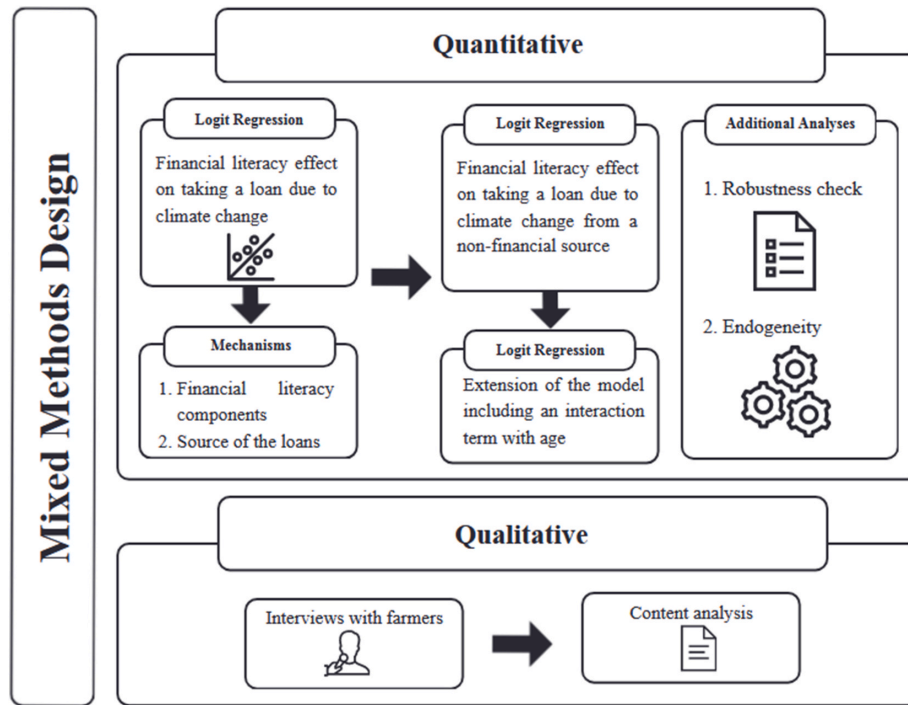 Mixed Methods Design
Quantitative
Logit Regression
Financial literacy effect
on taking a loan due to
climate change
Mechanisms
1. Financial literacy
components
2. Source of the loans
Logit Regression
Financial literacy effect
on taking a loan due to
climate change from a
non-financial source
Logit Regression
Extension of the model
including an interaction
term with age
Additional Analyses
1. Robustness check
2. Endogeneity
Qualitative
Interviews with farmers
Content analysis